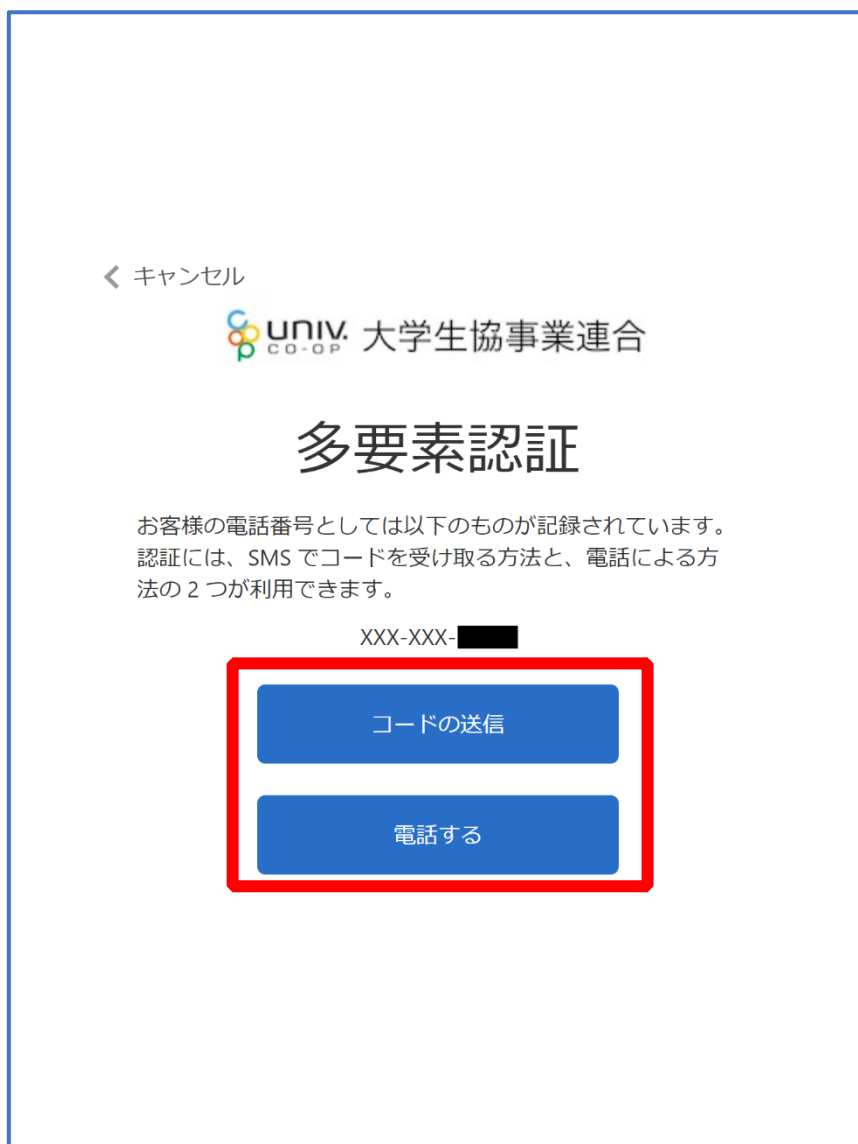 キャンセル
UNIV. CO-OP 大学生協事業連合
多要素認証
お客様の電話番号としては以下のものが記録されています。
認証には、SMS でコードを受け取る方法と、電話による方
法の 2 つが利用できます。
XXX-XXX-
コードの送信
電話する